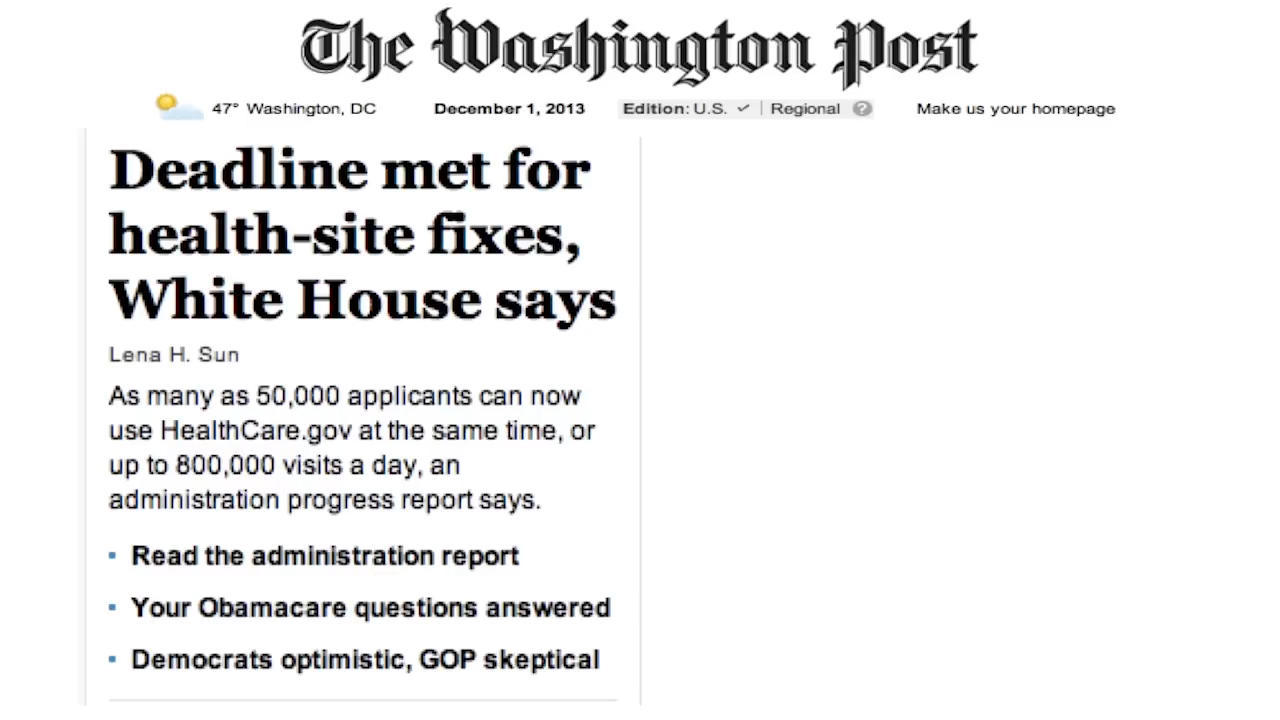 The Washington Post
47° Washington, DC December 1, 2013 Edition: U.S. Regional ? Make us your homepage
Deadline met for
health-site fixes,
White House says
Lena H. Sun
As many as 50,000 applicants can now
use HealthCare.gov at the same time, or
up to 800,000 visits a day, an
administration progress report says.
Read the administration report
Your Obamacare questions answered
Democrats optimistic, GOP skeptical